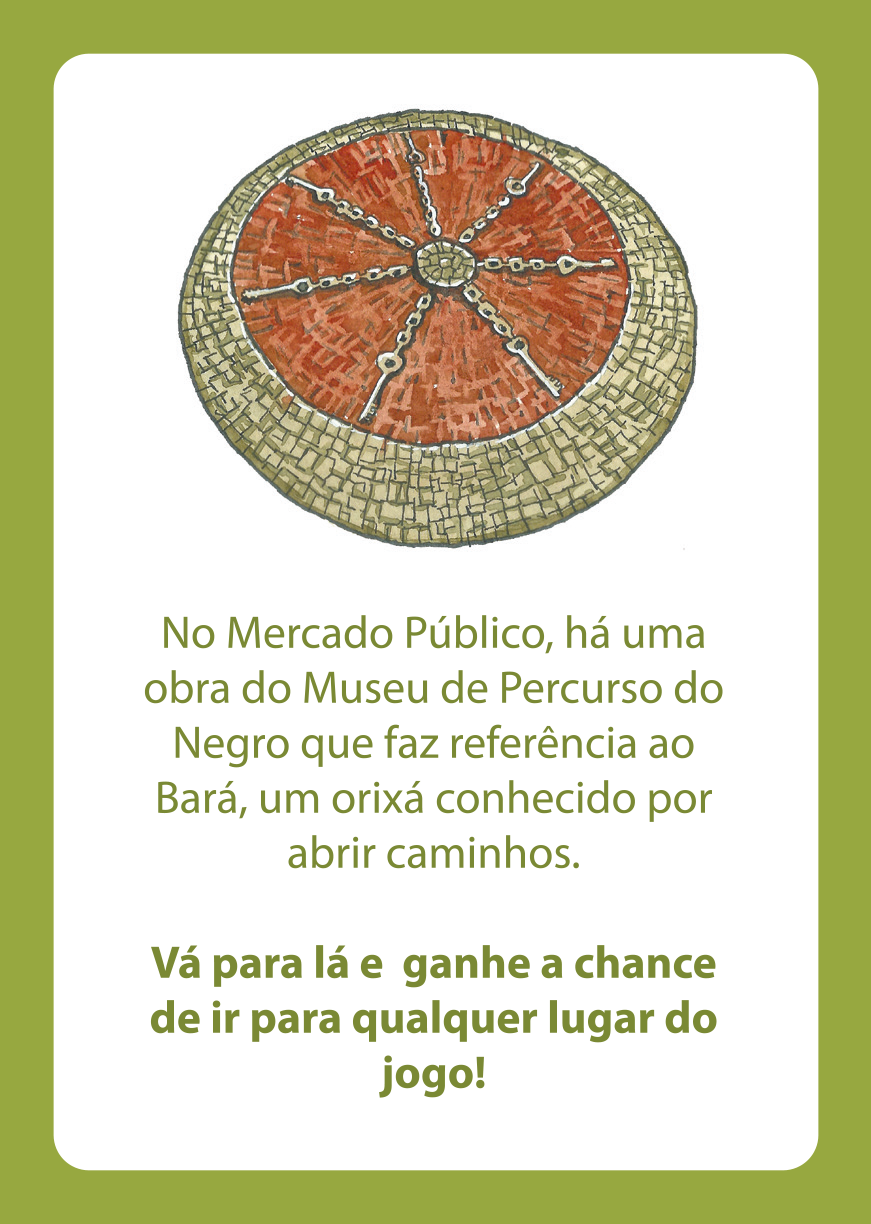 No Mercado Público, há uma
obra do Museu de Percurso do
Negro que faz referência ao
Bará, um orixá conhecido por
abrir caminhos.
Vá para lá e  ganhe a chance
de ir para qualquer lugar do
jogo!